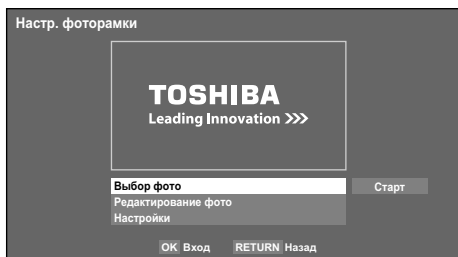 Настр. фоторамки
TOSHIBA
Leading Innovation >>>
Выбор фото
Старт
Редактирование фото
Настройки
OK Вход RETURN Назад